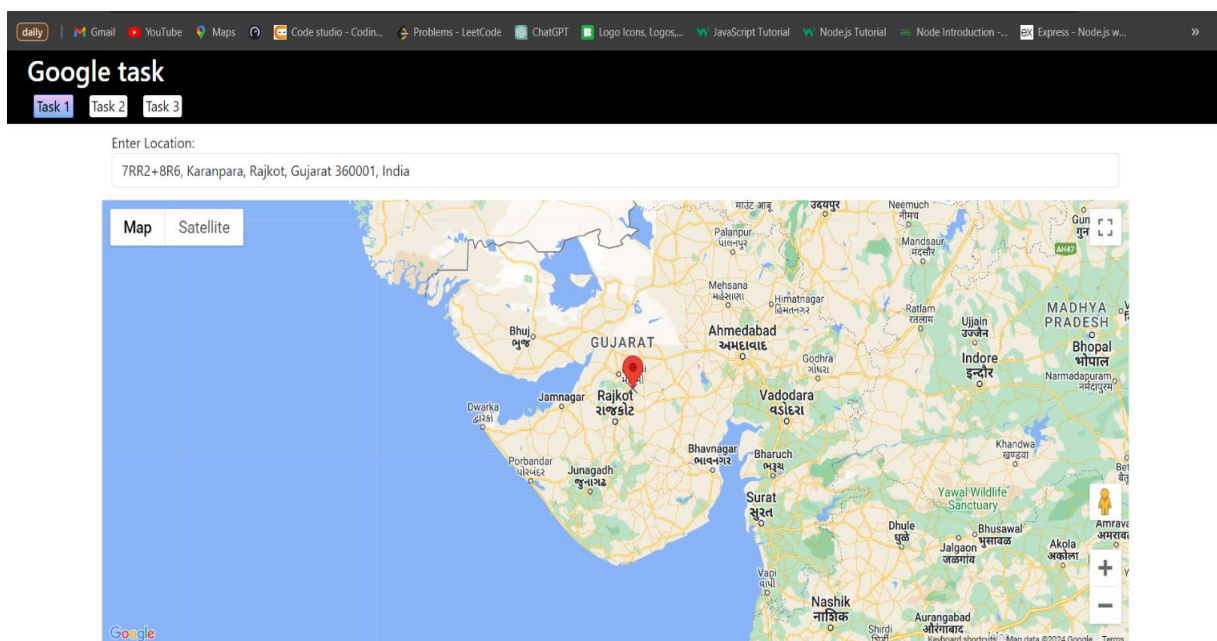 daily
Gmail
YouTube
Maps
Code studio - Codin...
Problems - LeetCode
ChatGPT
Logo Icons, Logos,...
JavaScript Tutorial
Node.js Tutorial
Node Introduction -...
ex Express - Node.js w...
»
Google task
Task 1
Task 2
Task 3
Enter Location:
7RR2+8R6, Karanpara, Rajkot, Gujarat 360001, India
Map
Satellite
माउंट आबू
उदयपुर
Neemuch
नीमच
Gun
गुन
Palanpur
પાલનપુર
Mandsaur
मंदसौर
AH47
Mehsana
મહેસાણા
Himatnagar
હિંમતનગર
Ratlam
रतलाम
Ujjain
उज्जैन
MADHYA
PRADESH
Bhuj
ભુજ
GUJARAT
Ahmedabad
અમદાવાદ
Godhra
ગોધરા
Indore
इन्दौर
Bhopal
भोपाल
Narmadapuram
नर्मदापुरम
Dwarka
દ્વારકા
Jamnagar
Rajkot
રાજકોટ
Vadodara
વડોદરા
Porbandar
પોરબંદર
Junagadh
જુનાગઢ
Bhavnagar
ભાવનગર
Bharuch
ભરૂચ
Khandwa
खण्डवा
Surat
સુરત
Yawal Wildlife
Sanctuary
Dhule
धुळे
Bhusawal
भुसावळ
Jalgaon
जळगांव
Akola
अकोला
Vapi
વાપી
Nashik
नाशिक
Aurangabad
औरंगाबाद
Shirdi
Google
Keyboard shortcuts
Map data ©2024 Google
Terms